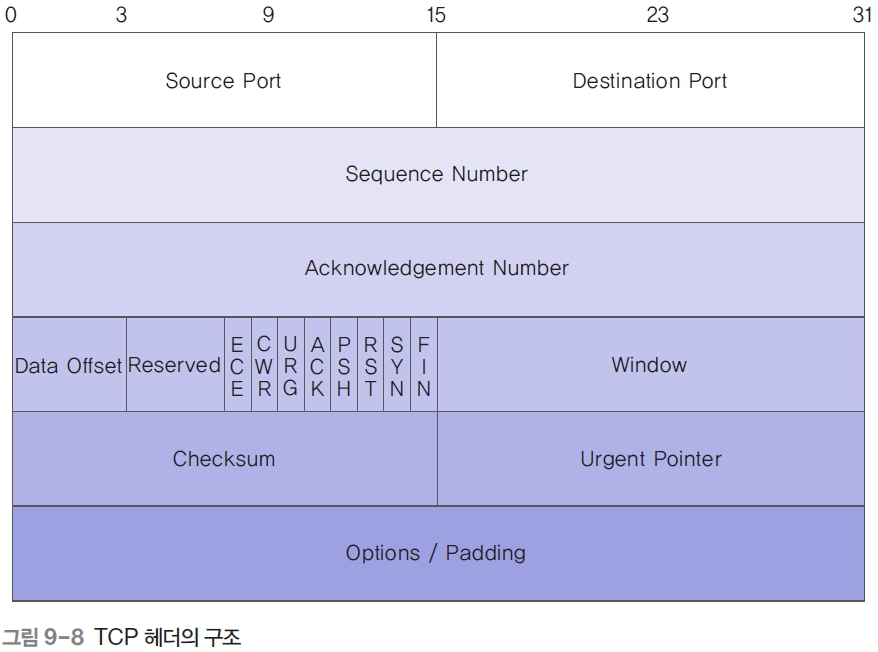 0 3 9 15 23 31
Source Port Destination Port
Sequence Number
Acknowledgement Number
Data Offset Reserved ECE CWR URG ACK PSH RST SYN FIN Window
Checksum Urgent Pointer
Options / Padding
그림 9-8 TCP 헤더의 구조